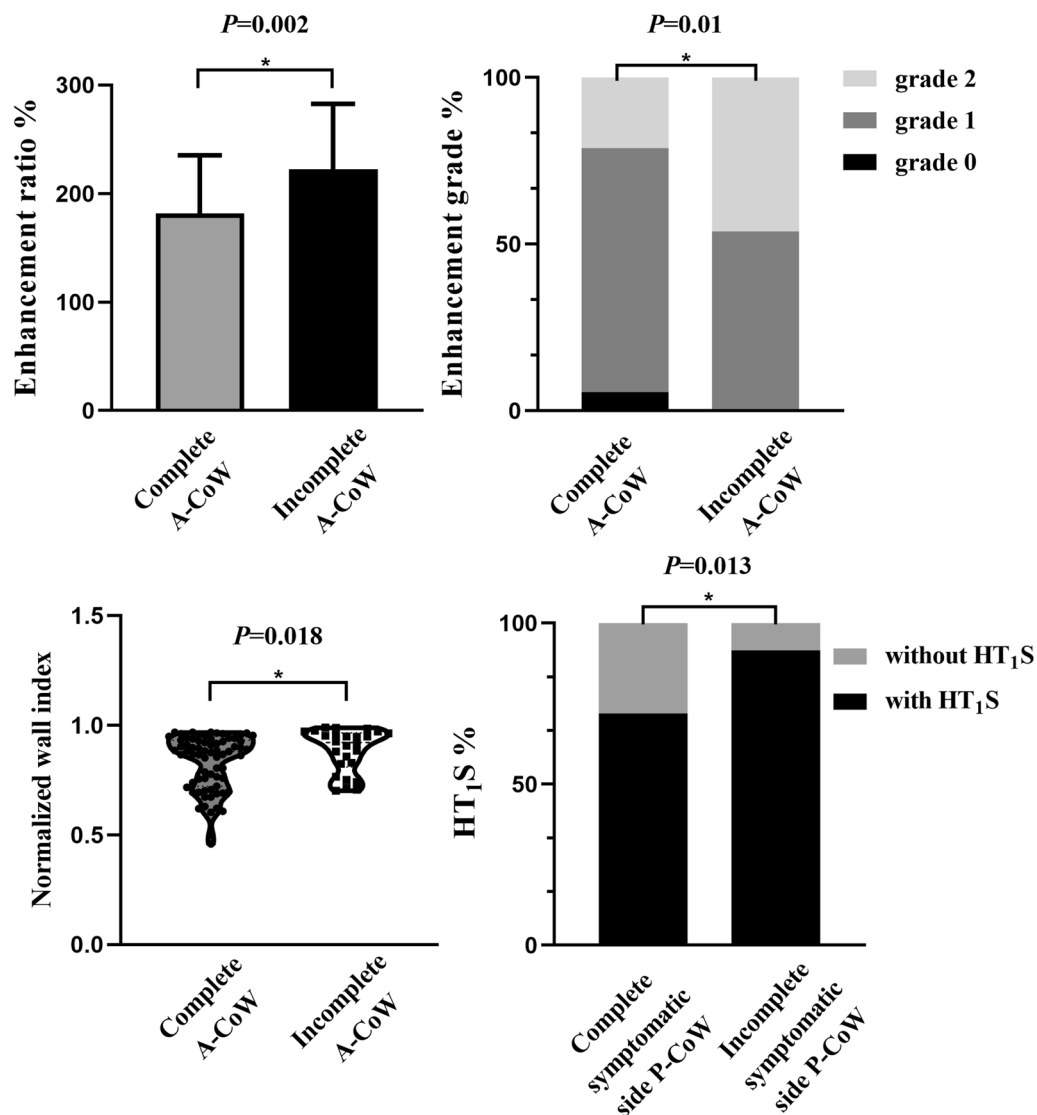 P=0.002
*
Enhancement ratio %
300
200
100
0
Complete
A-CoW
Incomplete
A-CoW
P=0.01
*
Enhancement grade %
100
50
0
Complete
A-CoW
Incomplete
A-CoW
grade 2
grade 1
grade 0
P=0.018
*
Normalized wall index
1.5
1.0
0.5
0.0
Complete
A-CoW
Incomplete
A-CoW
P=0.013
*
HT₁S %
100
50
0
Complete
symptomatic
side P-CoW
Incomplete
symptomatic
side P-CoW
without HT₁S
with HT₁S